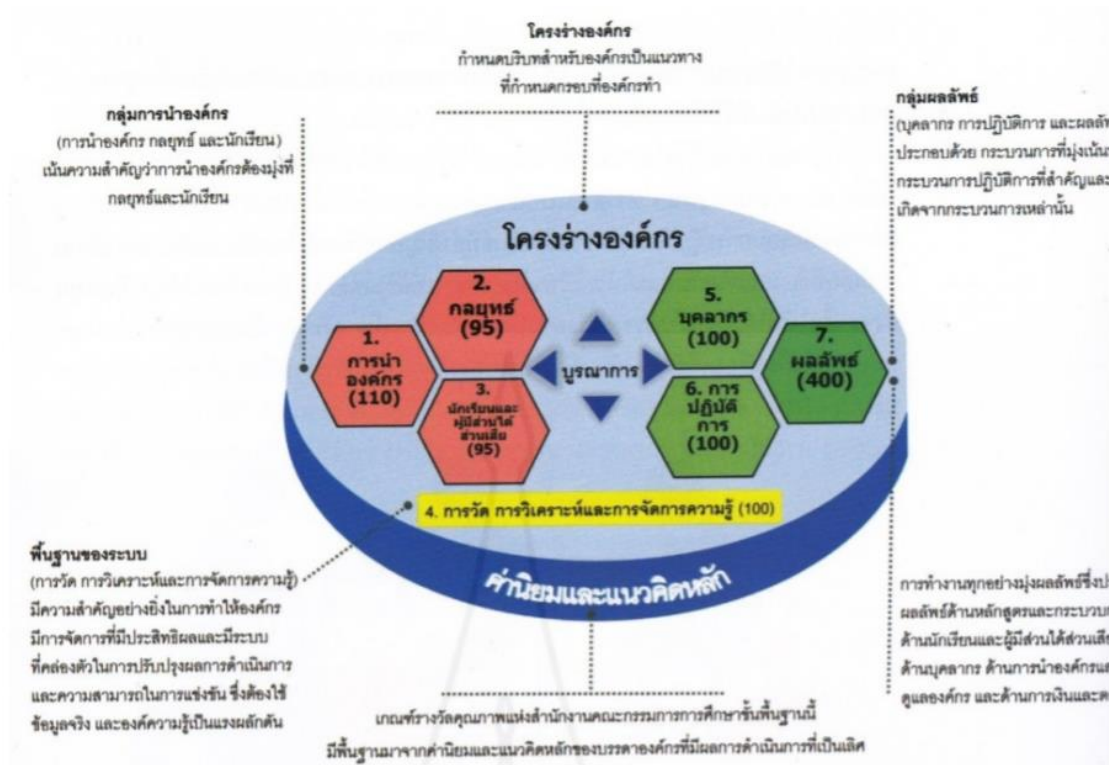 โครงร่างองค์กร
กำหนดบริบทสำหรับองค์กรเป็นแนวทาง
ที่กำหนดกรอบที่องค์กรทำ
กลุ่มการนำองค์กร
(การนำองค์กร กลยุทธ์ และนักเรียน)
เน้นความสำคัญว่าการนำองค์กรต้องมุ่งที่
กลยุทธ์และนักเรียน
กลุ่มผลลัพธ์
(บุคลากร การปฏิบัติการ และผลลัพ
ประกอบด้วย กระบวนการที่มุ่งเน้น
กระบวนการปฏิบัติการที่สำคัญและ
เกิดจากกระบวนการเหล่านั้น
โครงร่างองค์กร
1.
การนำ
องค์กร
(110)
2.
กลยุทธ์
(95)
3.
นักเรียนและ
ผู้มีส่วนได้
ส่วนเสีย
(95)
บูรณาการ
5.
บุคลากร
(100)
6. การ
ปฏิบัติ
การ
(100)
7.
ผลลัพธ์
(400)
4. การวัด การวิเคราะห์และการจัดการความรู้ (100)
ค่านิยมและแนวคิดหลัก
พื้นฐานของระบบ
(การวัด การวิเคราะห์และการจัดการความรู้)
มีความสำคัญอย่างยิ่งในการทำให้องค์กร
มีการจัดการที่มีประสิทธิผลและมีระบบ
ที่คล่องตัวในการปรับปรุงผลการดำเนินการ
และความสามารถในการแข่งขัน ซึ่งต้องใช้
ข้อมูลจริง และองค์ความรู้เป็นแรงผลักดัน
การทำงานทุกอย่างมุ่งผลลัพธ์ซึ่งป
ผลลัพธ์ด้านหลักสูตรและกระบวน
ด้านนักเรียนและผู้มีส่วนได้ส่วนเสีย
ด้านบุคลากร ด้านการนำองค์กรแล
ดูแลองค์กร และด้านการเงินและต
เกณฑ์รางวัลคุณภาพแห่งสำนักงานคณะกรรมการการศึกษาขั้นพื้นฐานนี้
มีพื้นฐานมาจากค่านิยมและแนวคิดหลักของบรรดาองค์กรที่มีผลการดำเนินการที่เป็นเลิศ